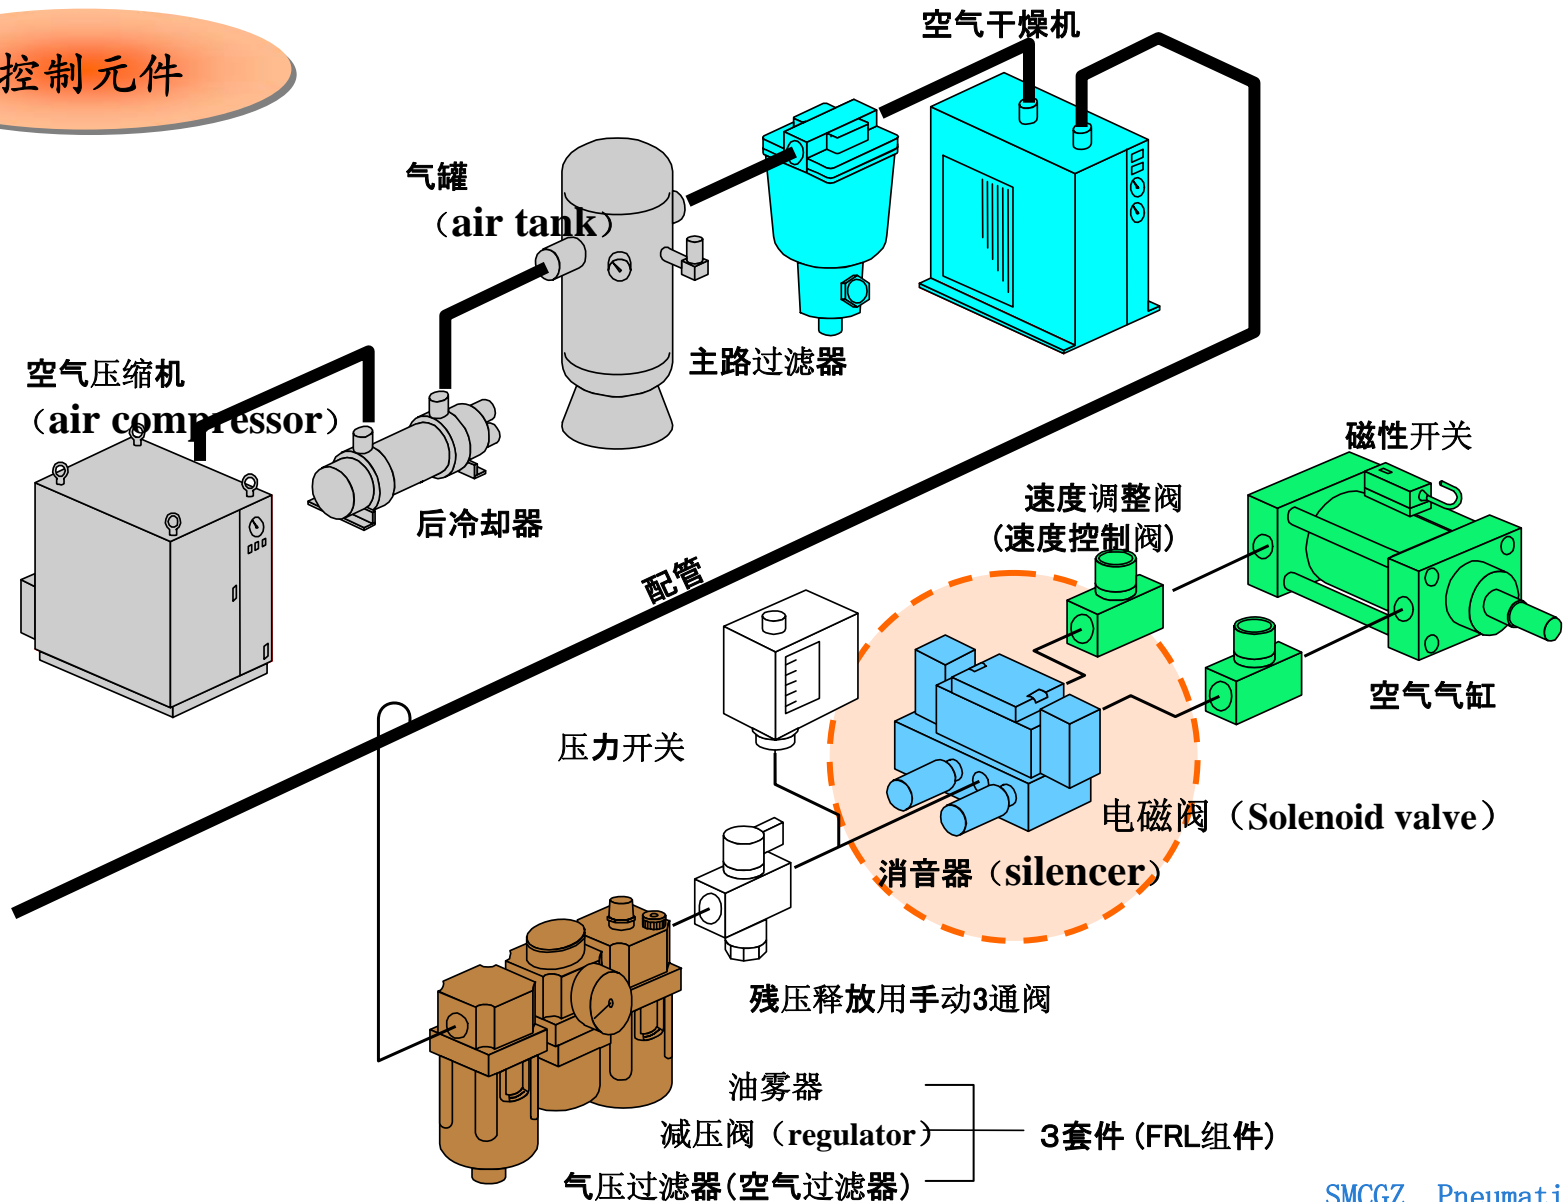 控制元件
空气干燥机
气罐
（air tank）
主路过滤器
空气压缩机
（air compressor）
后冷却器
磁性开关
速度调整阀
(速度控制阀)
配管
空气气缸
压力开关
电磁阀（Solenoid valve）
消音器（silencer）
残压释放用手动3通阀
油雾器
减压阀（regulator）
3套件(FRL组件)
气压过滤器(空气过滤器)
SMCGZ Pneumati